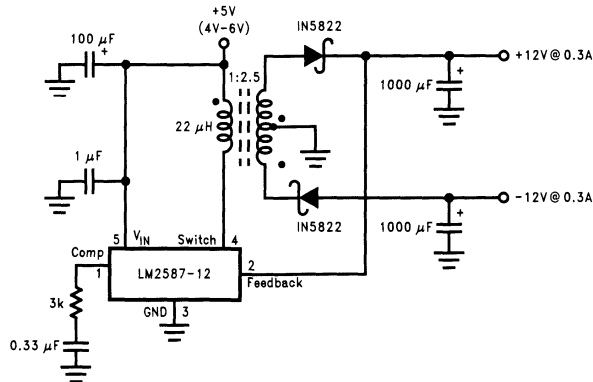 +5V
(4V-6V)
IN5822
100 μF
+
1:2.5
+12V@0.3A
+
1000 μF
22 μH
1 μF
-12V@0.3A
IN5822
1000 μF
+
5
VIN
Switch
4
Comp
1
LM2587-12
2
Feedback
3k
GND
3
0.33 μF